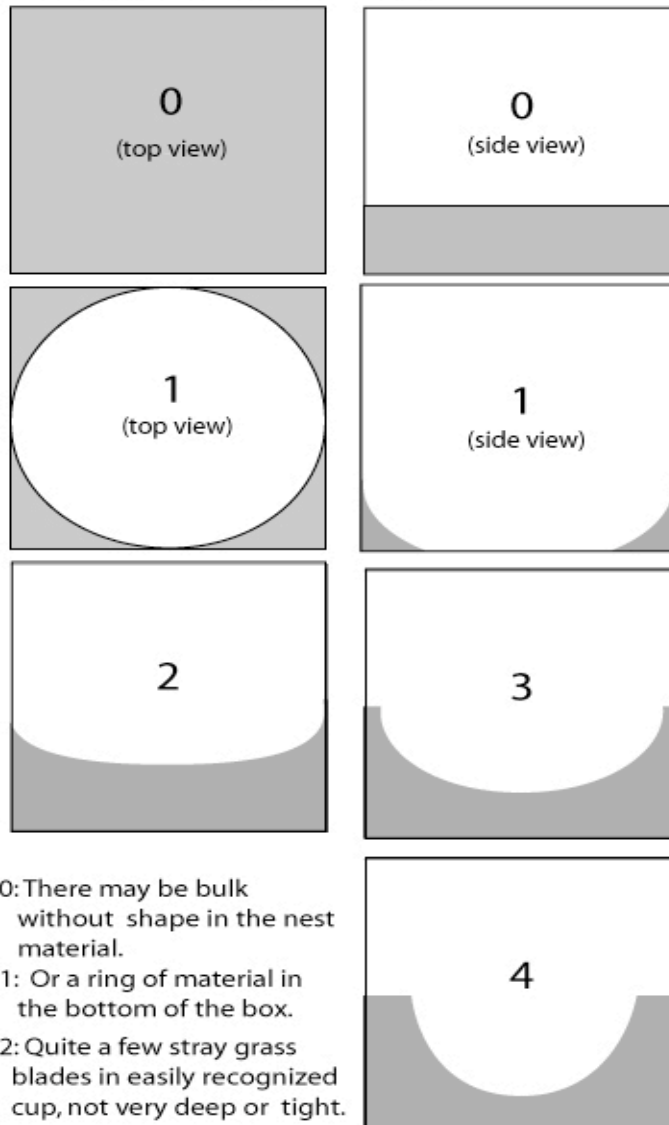 0
(top view)
0
(side view)
1
(top view)
1
(side view)
2
3
0: There may be bulk
without shape in the nest
material.
1: Or a ring of material in
the bottom of the box.
2: Quite a few stray grass
blades in easily recognized
cup, not very deep or tight.
4